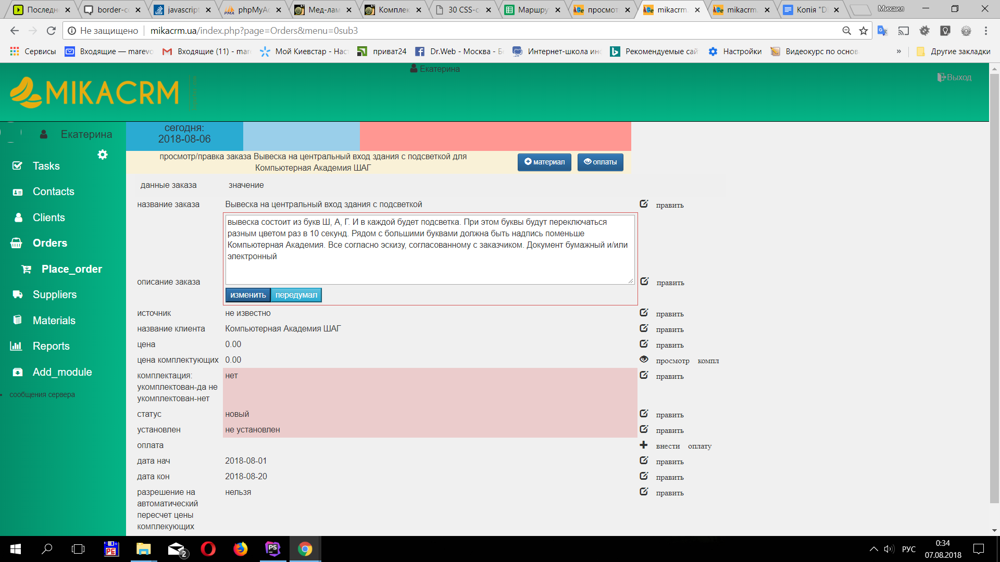 Последн
border-co
javascript
phpMyAd
Мед-лам
Комплек
30 CSS-с
Маршру
просмот
mikacrm.
mikacrm.
Копія "D
Михаил
Не защищено
mikacrm.ua/index.php?page=Orders&menu=0sub3
Сервисы
Входящие — marevo
Входящие (11) - mar
Мой Киевстар - Нас
приват24
Dr.Web - Москва - Б
Интернет-школа ин
Рекомендуемые сай
Настройки
Видеокурс по основ
»
Другие закладки
Екатерина
MIKACRM
Выход
Екатерина
Tasks
Contacts
Clients
Orders
Place_order
Suppliers
Materials
Reports
Add_module
сообщения сервера
сегодня:
2018-08-06
просмотр/правка заказа Вывеска на центральный вход здания с подсветкой для
Компьютерная Академия ШАГ
материал
оплаты
данные заказа значение
название заказа Вывеска на центральный вход здания с подсветкой править
вывеска состоит из букв Ш, А, Г. И в каждой будет подсветка. При этом буквы будут переключаться
разным цветом раз в 10 секунд. Рядом с большими буквами должна быть надпись поменьше
Компьютерная Академия. Все согласно эскизу, согласованному с заказчиком. Документ бумажный и/или
электронный
описание заказа править
изменить передумал
источник не известно править
название клиента Компьютерная Академия ШАГ править
цена 0.00 править
цена комплектующих 0.00 просмотр компл
комплектация: нет править
укомплектован-да не
укомплектован-нет
статус новый править
установлен не установлен править
оплата внести оплату
дата нач 2018-08-01 править
дата кон 2018-08-20 править
разрешение на нельзя править
автоматический
пересчет цены
комплекующих
2
PS
РУС
0:34
07.08.2018